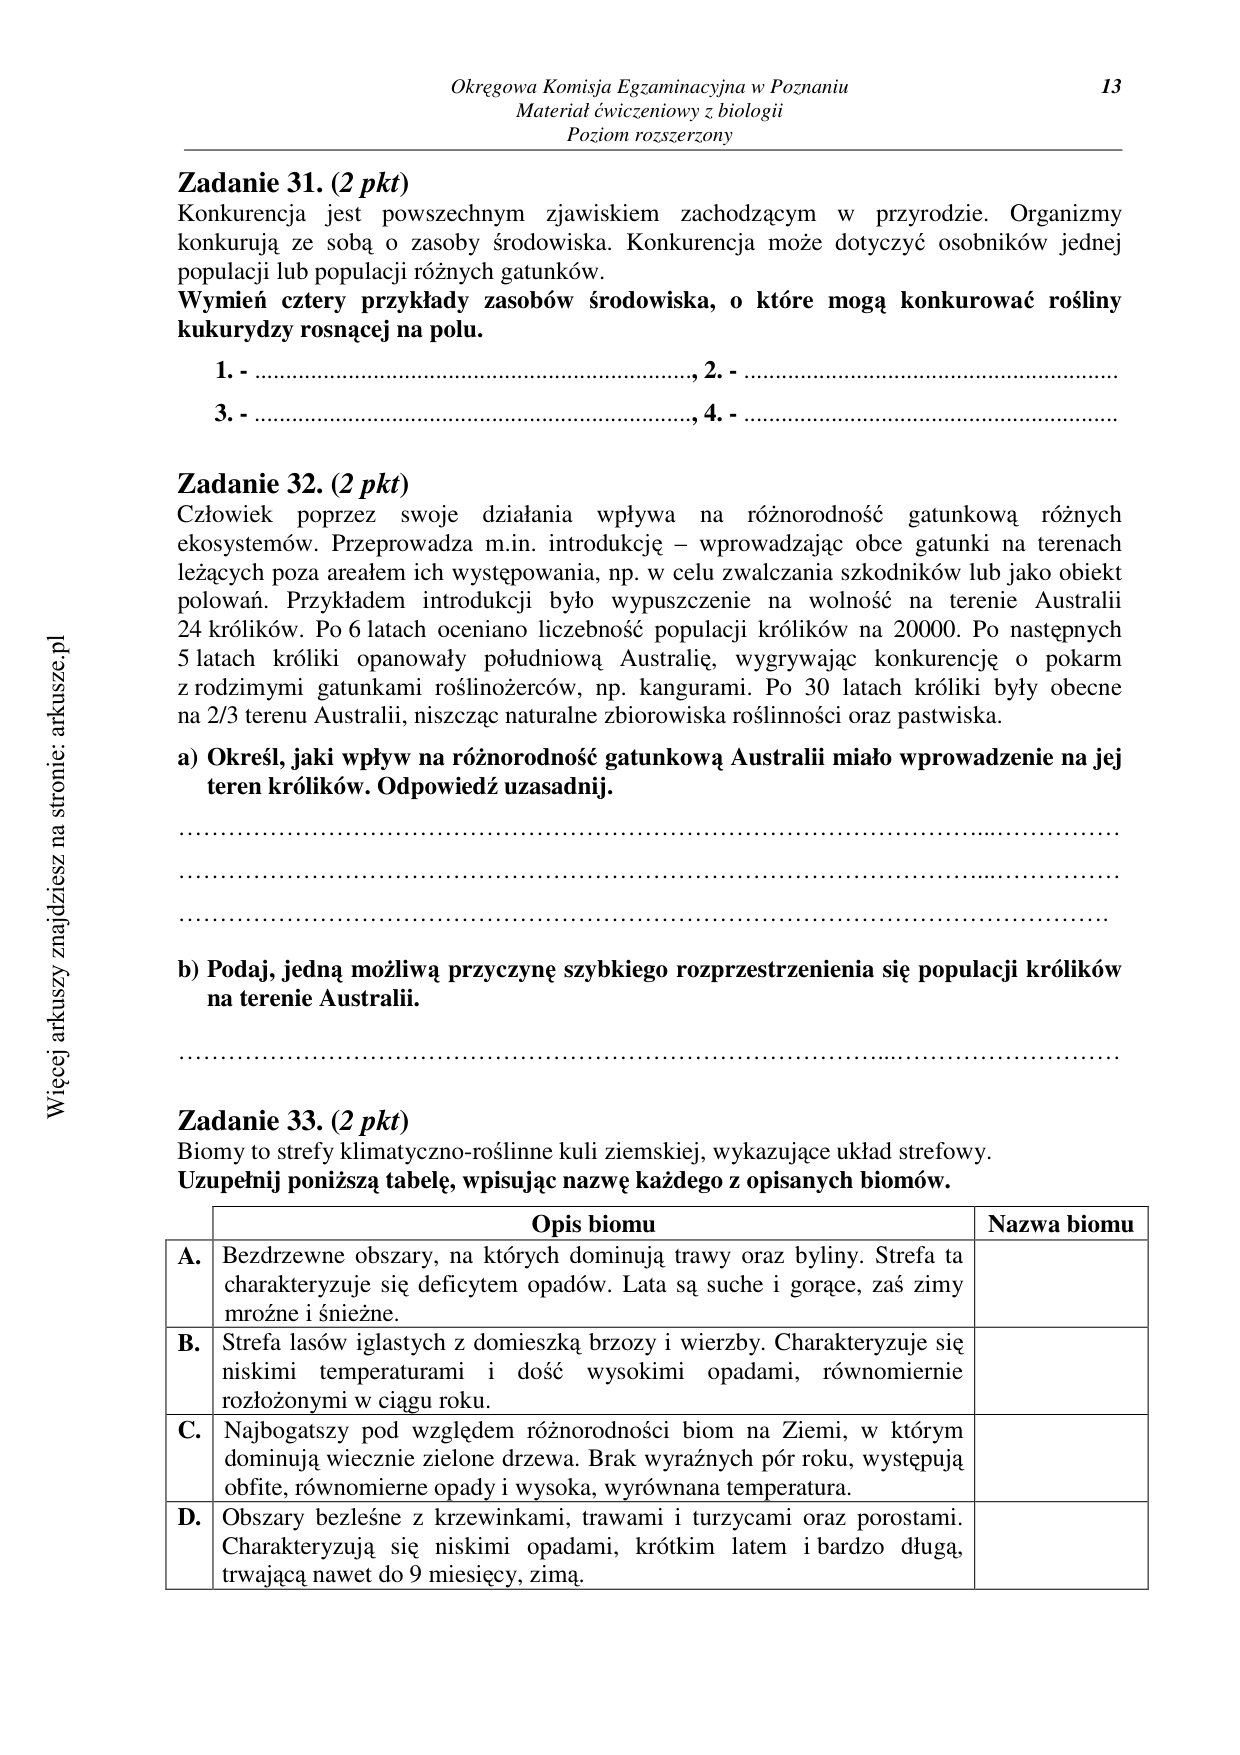 Okręgowa Komisja Egzaminacyjna w Poznaniu 13
Materiał ćwiczeniowy z biologii
Poziom rozszerzony
Zadanie 31. (2 pkt)
Konkurencja jest powszechnym zjawiskiem zachodzącym w przyrodzie. Organizmy
konkurują ze sobą o zasoby środowiska. Konkurencja może dotyczyć osobników jednej
populacji lub populacji różnych gatunków.
Wymień cztery przykłady zasobów środowiska, o które mogą konkurować rośliny
kukurydzy rosnącej na polu.
1. - ......................................................................, 2. - ............................................................
3. - ......................................................................, 4. - ............................................................
Zadanie 32. (2 pkt)
Człowiek poprzez swoje działania wpływa na różnorodność gatunkową różnych
ekosystemów. Przeprowadza m.in. introdukcję – wprowadzając obce gatunki na terenach
leżących poza areałem ich występowania, np. w celu zwalczania szkodników lub jako obiekt
polowań. Przykładem introdukcji było wypuszczenie na wolność na terenie Australii
24 królików. Po 6 latach oceniano liczebność populacji królików na 20000. Po następnych
5 latach króliki opanowały południową Australię, wygrywając konkurencję o pokarm
z rodzimymi gatunkami roślinożerców, np. kangurami. Po 30 latach króliki były obecne
na 2/3 terenu Australii, niszcząc naturalne zbiorowiska roślinności oraz pastwiska.
a) Określ, jaki wpływ na różnorodność gatunkową Australii miało wprowadzenie na jej
teren królików. Odpowiedź uzasadnij.
……………………………………………………………………………………...……………
……………………………………………………………………………………...……………
…………………………………………………………………………………………………
b) Podaj, jedną możliwą przyczynę szybkiego rozprzestrzenienia się populacji królików
na terenie Australii.
…………………………………………………………………………...………………………
Zadanie 33. (2 pkt)
Biomy to strefy klimatyczno-roślinne kuli ziemskiej, wykazujące układ strefowy.
Uzupełnij poniższą tabelę, wpisując nazwę każdego z opisanych biomów.
Opis biomu Nazwa biomu
A. Bezdrzewne obszary, na których dominują trawy oraz byliny. Strefa ta
charakteryzuje się deficytem opadów. Lata są suche i gorące, zaś zimy
mroźne i śnieżne.
B. Strefa lasów iglastych z domieszką brzozy i wierzby. Charakteryzuje się
niskimi temperaturami i dość wysokimi opadami, równomiernie
rozłożonymi w ciągu roku.
C. Najbogatszy pod względem różnorodności biom na Ziemi, w którym
dominują wiecznie zielone drzewa. Brak wyraźnych pór roku, występują
obfite, równomierne opady i wysoka, wyrównana temperatura.
D. Obszary bezleśne z krzewinkami, trawami i turzycami oraz porostami.
Charakteryzują się niskimi opadami, krótkim latem i bardzo długą,
trwającą nawet do 9 miesięcy, zimą.
Więcej arkuszy znajdziesz na stronie: arkusze.pl